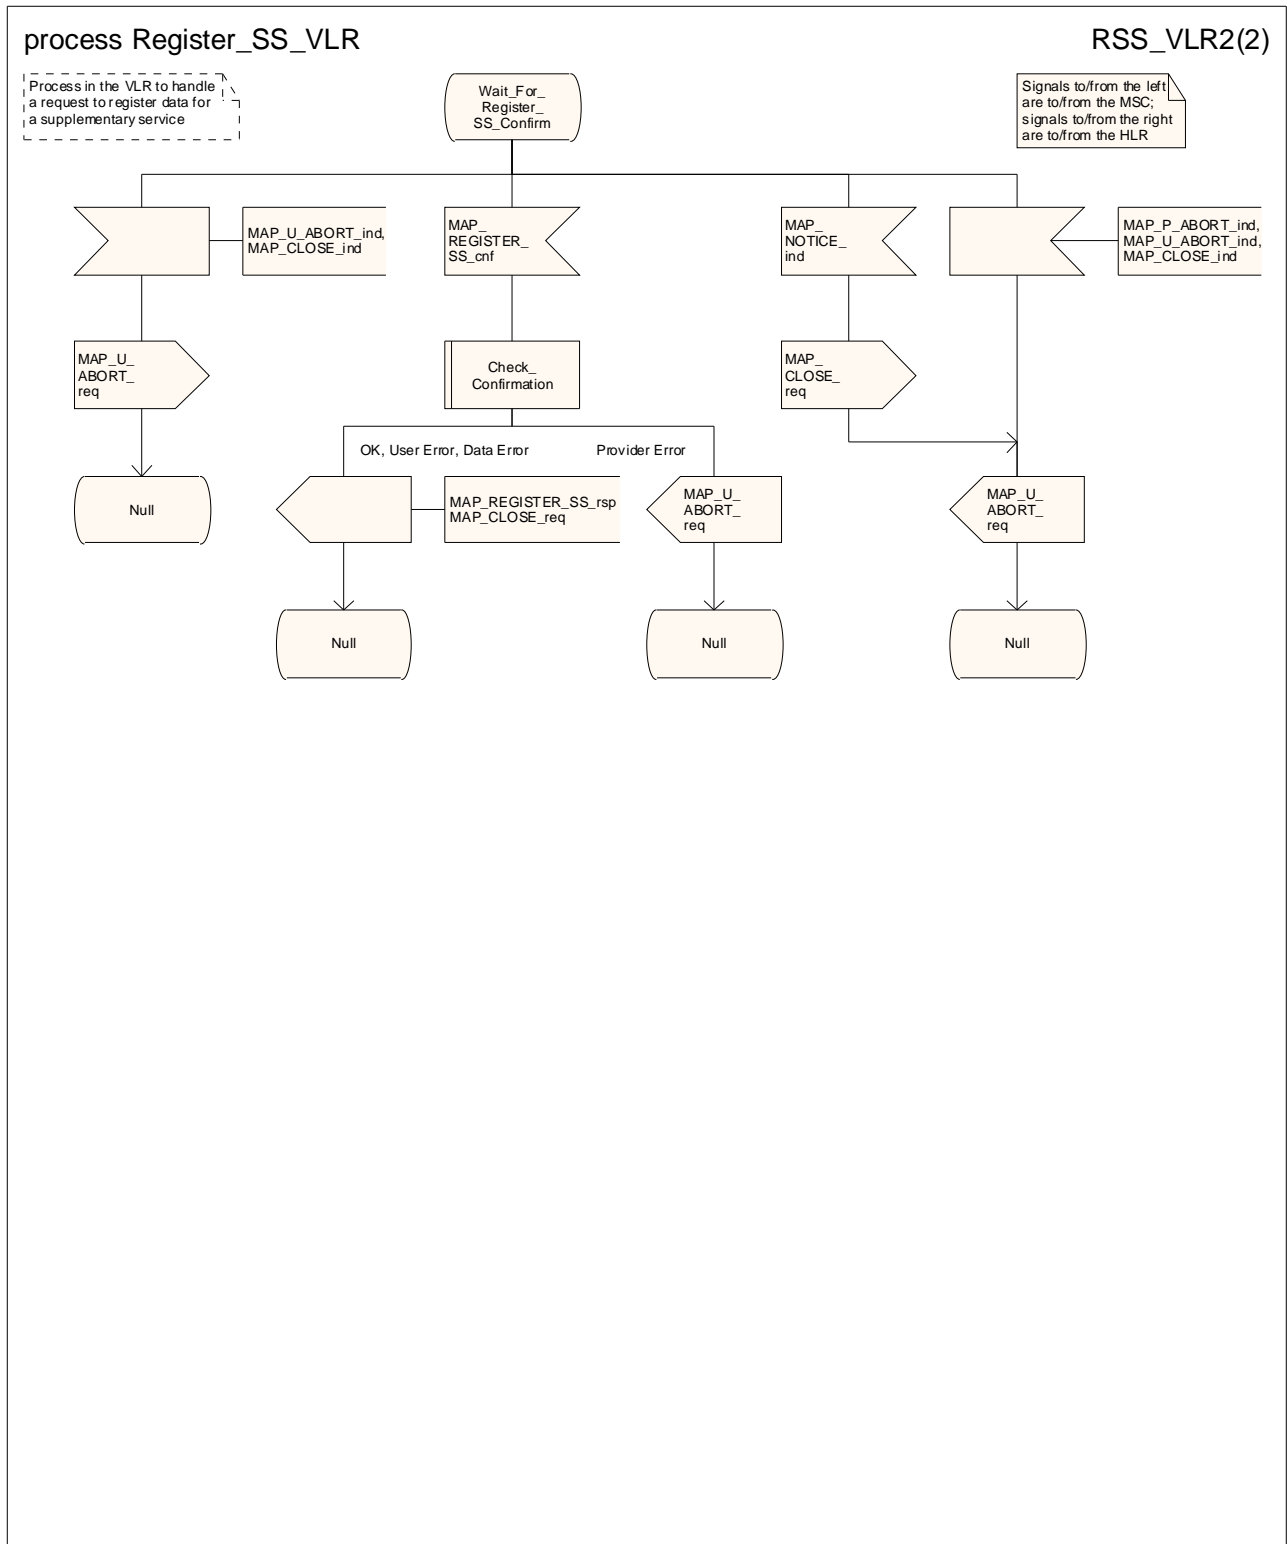 process Register_SS_VLR
RSS_VLR2(2)
Process in the VLR to handle
a request to register data for
a supplementary service
Wait_For_
Register_
SS_Confirm
Signals to/from the left
are to/from the MSC;
signals to/from the right
are to/from the HLR
MAP_U_ABORT_ind,
MAP_CLOSE_ind
MAP_
REGISTER_
SS_cnf
MAP_
NOTICE_
ind
MAP_P_ABORT_ind,
MAP_U_ABORT_ind,
MAP_CLOSE_ind
MAP_U_
ABORT_
req
Check_
Confirmation
MAP_
CLOSE_
req
OK, User Error, Data Error
Provider Error
Null
MAP_REGISTER_SS_rsp
MAP_CLOSE_req
MAP_U_
ABORT_
req
MAP_U_
ABORT_
req
Null
Null
Null